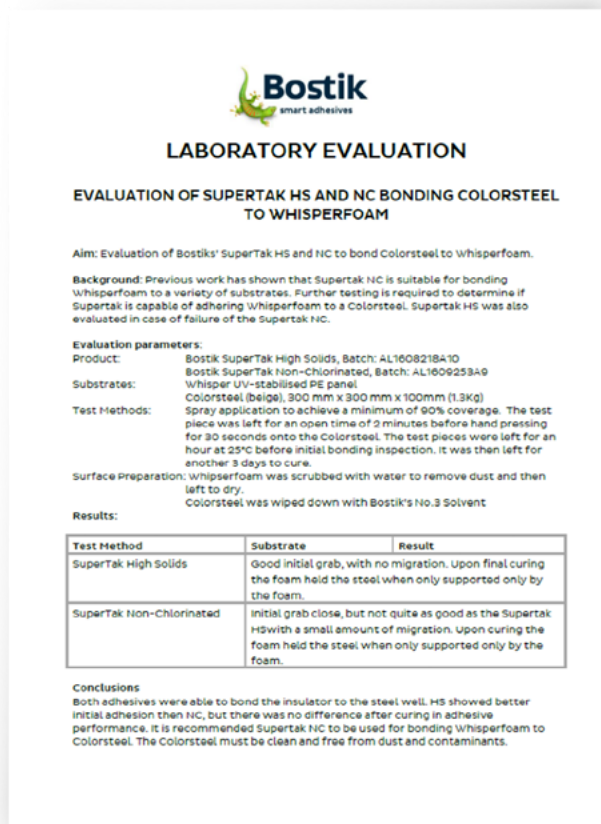 Bostik
smart adhesives
LABORATORY EVALUATION
EVALUATION OF SUPERTAK HS AND NC BONDING COLORSTEEL
TO WHISPERFOAM
Aim: Evaluation of Bostiks' SuperTak HS and NC to bond Colorsteel to Whisperfoam.
Background: Previous work has shown that Supertak NC is suitable for bonding
Whisperfoam to a veriety of substrates. Further testing is required to determine if
Supertak is capable of adhering Whisperfoam to a Colorsteel. Supertak HS was also
evaluated in case of failure of the Supertak NC.
Evaluation parameters:
Product: Bostik SuperTak High Solids, Batch: AL1608218A10
Bostik SuperTak Non-Chlorinated, Batch: AL1609253A9
Substrates: Whisper UV-stabilised PE panel
Colorsteel (beige), 300 mm x 300 mm x 100mm (1.3Kg)
Test Methods: Spray application to achieve a minimum of 90% coverage. The test
piece was left for an open time of 2 minutes before hand pressing
for 30 seconds onto the Colorsteel. The test pieces were left for an
hour at 25°C before initial bonding inspection. It was then left for
another 3 days to cure.
Surface Preparation: Whipserfoam was scrubbed with water to remove dust and then
left to dry.
Colorsteel was wiped down with Bostik's No.3 Solvent
Results:
Test Method Substrate Result
SuperTak High Solids Good initial grab, with no migration. Upon final curing
the foam held the steel when only supported only by
the foam.
SuperTak Non-Chlorinated Initial grab close, but not quite as good as the Supertak
HSwith a small amount of migration. Upon curing the
foam held the steel when only supported only by the
foam.
Conclusions
Both adhesives were able to bond the insulator to the steel well. HS showed better
initial adhesion then NC, but there was no difference after curing in adhesive
performance. It is recommended Supertak NC to be used for bonding Whisperfoam to
Colorsteel. The Colorsteel must be clean and free from dust and contaminants.